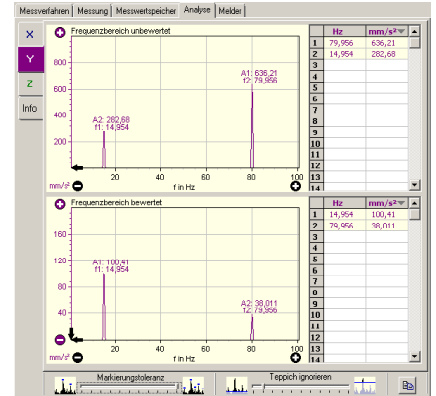 Messverfahren Messung Messwertspeicher Analyse Melder
X
Y
Z
Info
Frequenzbereich unbewertet
800
600
400
200
A1: 636,21
f2: 79,956
A2: 282,68
f1: 14,954
20 40 60 80 100
mm/s² f in Hz
Hz mm/s²
1 79,956 636,21
2 14,954 282,68
3
4
5
6
7
8
9
10
11
12
13
14
Frequenzbereich bewertet
160
120
80
40
A1: 100,41
f1: 14,954
A2: 38,011
f2: 79,956
20 40 60 80 100
mm/s² f in Hz
Hz mm/s²
1 14,954 100,41
2 79,956 38,011
3
4
5
6
7
8
9
10
11
12
13
14
Markierungstoleranz Teppich ignorieren